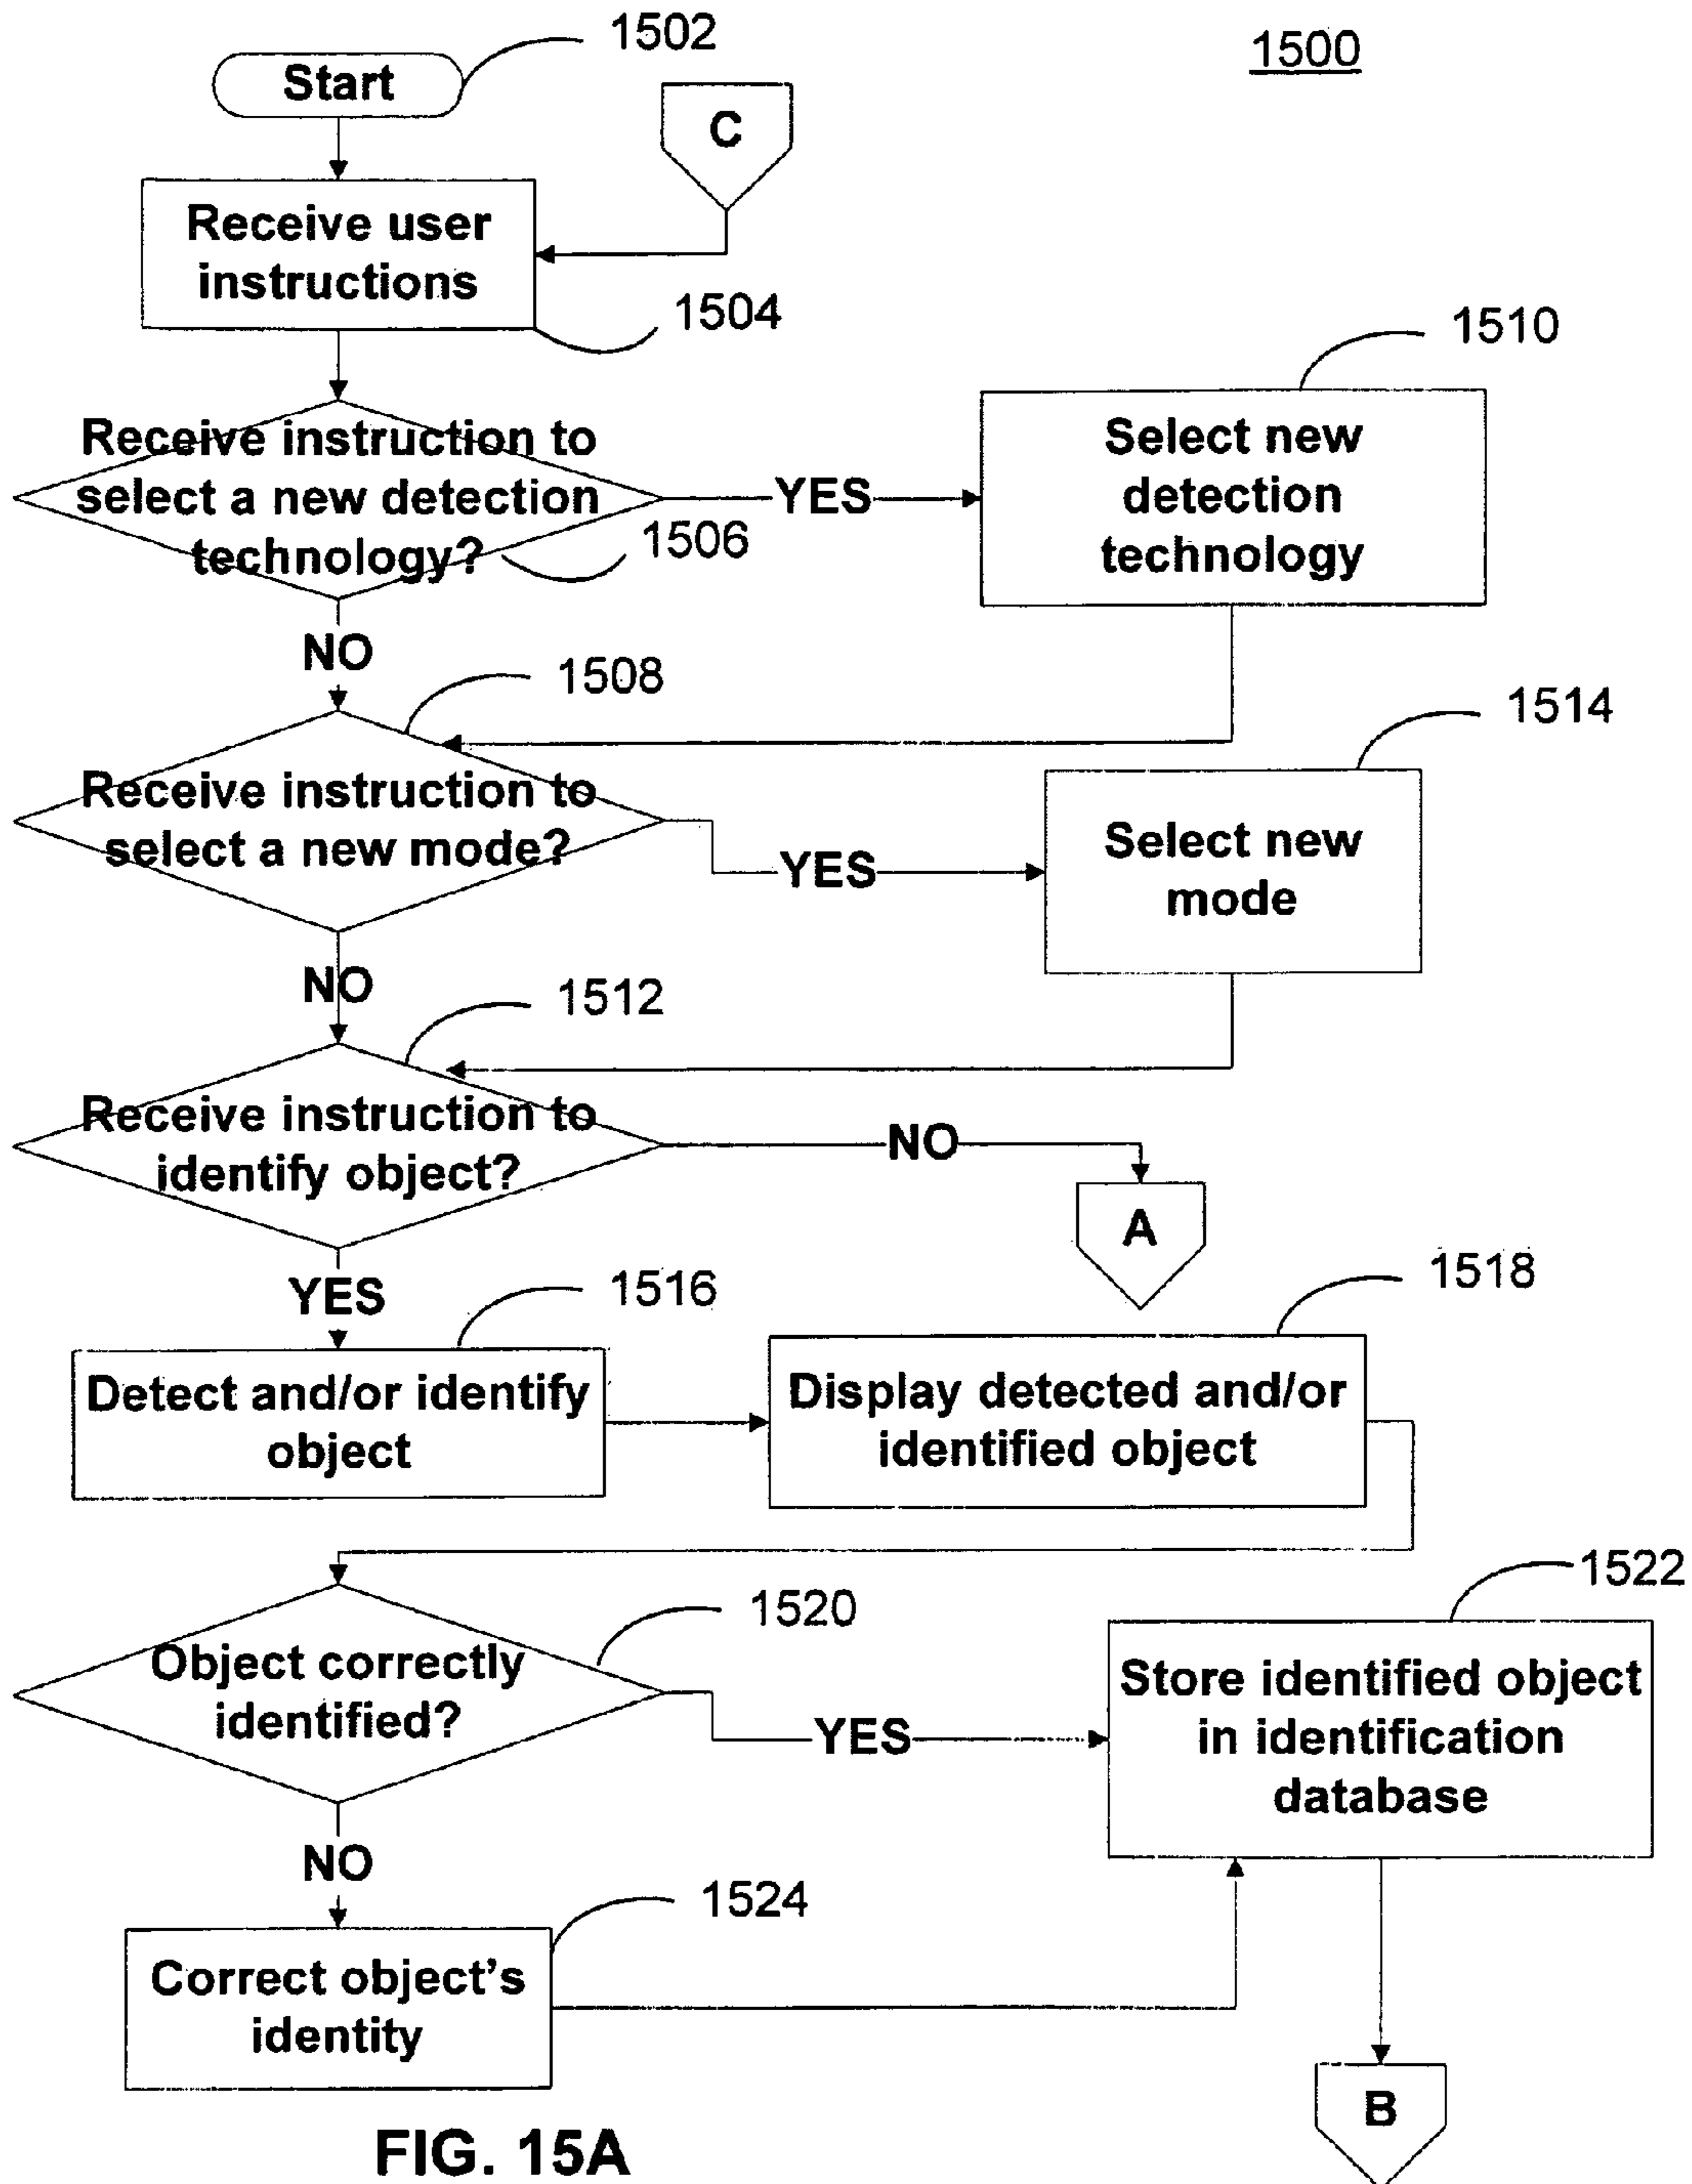 1502
1500
Start
C
Receive user
instructions
1504
1510
Receive instruction to
select a new detection
technology?
YES
Select new
detection
technology
1506
NO
1508
1514
Receive instruction to
select a new mode?
YES
Select new
mode
NO
1512
Receive instruction to
identify object?
NO
A
YES
1516
1518
Detect and/or identify
object
Display detected and/or
identified object
1522
1520
Object correctly
identified?
YES
Store identified object
in identification
database
NO
1524
Correct object's
identity
B
FIG. 15A